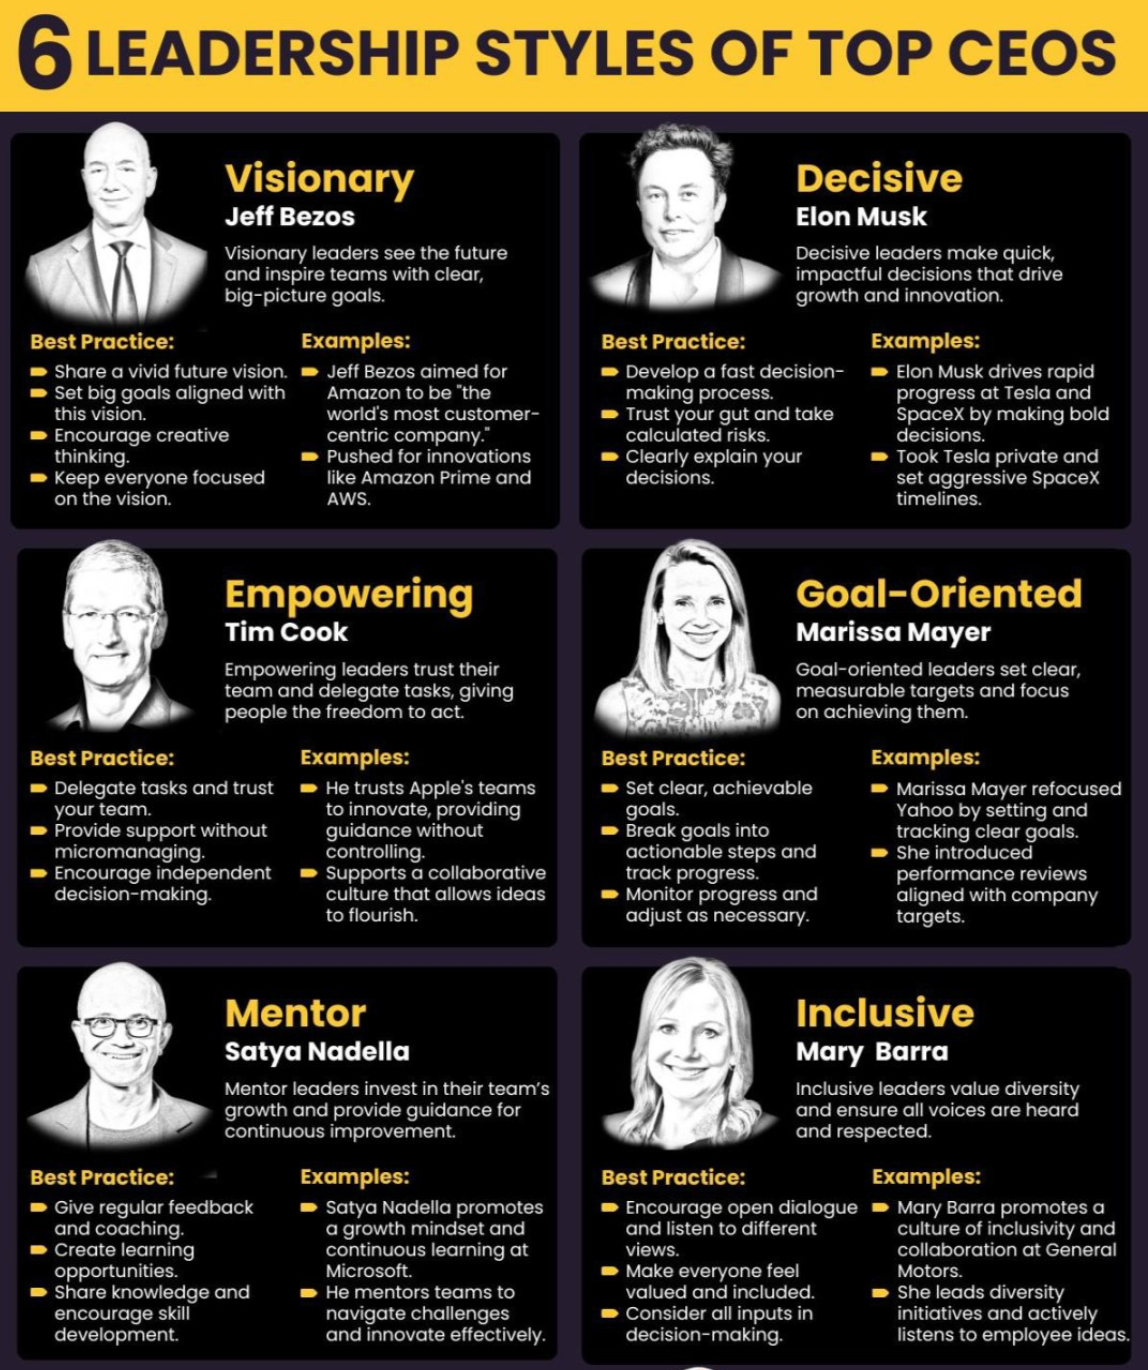 6 LEADERSHIP STYLES OF TOP CEOS
Visionary
Jeff Bezos
Visionary leaders see the future
and inspire teams with clear,
big-picture goals.
Best Practice:
Share a vivid future vision.
Set big goals aligned with
this vision.
Encourage creative
thinking.
Keep everyone focused
on the vision.
Examples:
Jeff Bezos aimed for
Amazon to be "the
world's most customer-
centric company."
Pushed for innovations
like Amazon Prime and
AWS.
Decisive
Elon Musk
Decisive leaders make quick,
impactful decisions that drive
growth and innovation.
Best Practice:
Develop a fast decision-
making process.
Trust your gut and take
calculated risks.
Clearly explain your
decisions.
Examples:
Elon Musk drives rapid
progress at Tesla and
SpaceX by making bold
decisions.
Took Tesla private and
set aggressive SpaceX
timelines.
Empowering
Tim Cook
Empowering leaders trust their
team and delegate tasks, giving
people the freedom to act.
Best Practice:
Delegate tasks and trust
your team.
Provide support without
micromanaging.
Encourage independent
decision-making.
Examples:
He trusts Apple's teams
to innovate, providing
guidance without
controlling.
Supports a collaborative
culture that allows ideas
to flourish.
Goal-Oriented
Marissa Mayer
Goal-oriented leaders set clear,
measurable targets and focus
on achieving them.
Best Practice:
Set clear, achievable
goals.
Break goals into
actionable steps and
track progress.
Monitor progress and
adjust as necessary.
Examples:
Marissa Mayer refocused
Yahoo by setting and
tracking clear goals.
She introduced
performance reviews
aligned with company
targets.
Mentor
Satya Nadella
Mentor leaders invest in their team's
growth and provide guidance for
continuous improvement.
Best Practice:
Give regular feedback
and coaching.
Create learning
opportunities.
Share knowledge and
encourage skill
development.
Examples:
Satya Nadella promotes
a growth mindset and
continuous learning at
Microsoft.
He mentors teams to
navigate challenges
and innovate effectively.
Inclusive
Mary Barra
Inclusive leaders value diversity
and ensure all voices are heard
and respected.
Best Practice:
Encourage open dialogue
and listen to different
views.
Make everyone feel
valued and included.
Consider all inputs in
decision-making.
Examples:
Mary Barra promotes a
culture of inclusivity and
collaboration at General
Motors.
She leads diversity
initiatives and actively
listens to employee ideas.